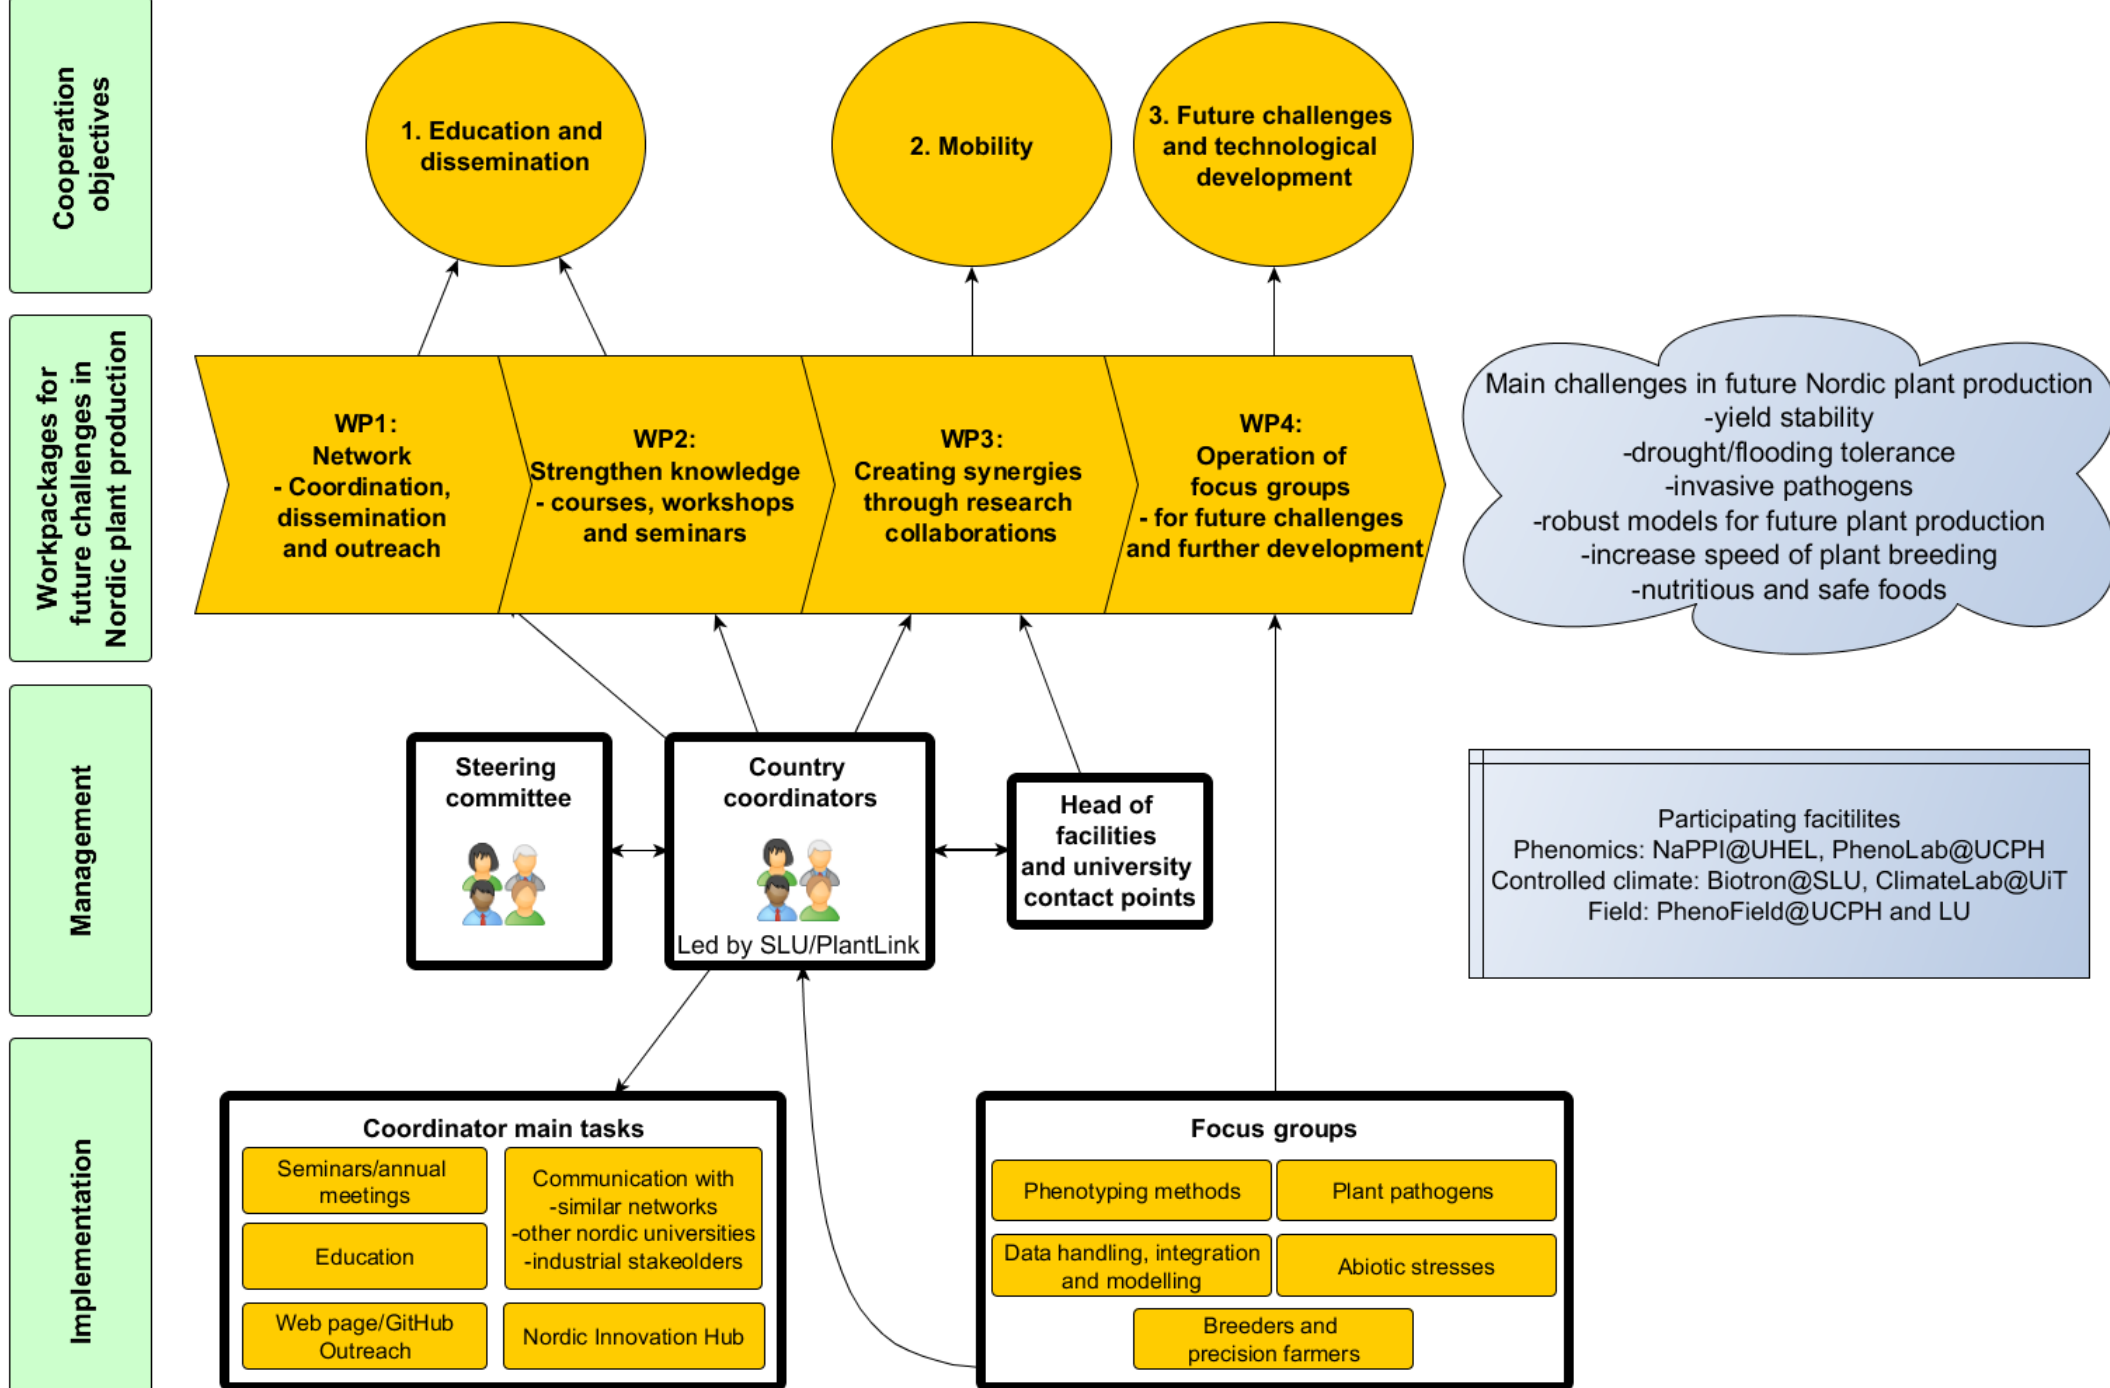 Cooperation
objectives
1. Education and
dissemination
2. Mobility
3. Future challenges
and technological
development
Workpackages for
future challenges in
Nordic plant production
WP1:
Network
- Coordination,
dissemination
and outreach
WP2:
Strengthen knowledge
- courses, workshops
and seminars
WP3:
Creating synergies
through research
collaborations
WP4:
Operation of
focus groups
- for future challenges
and further development
Main challenges in future Nordic plant production
-yield stability
-drought/flooding tolerance
-invasive pathogens
-robust models for future plant production
-increase speed of plant breeding
-nutritious and safe foods
Management
Steering
committee
Country
coordinators
Led by SLU/PlantLink
Head of
facilities
and university
contact points
Participating facitilites
Phenomics: NaPPI@UHEL, PhenoLab@UCPH
Controlled climate: Biotron@SLU, ClimateLab@UiT
Field: PhenoField@UCPH and LU
Implementation
Coordinator main tasks
Seminars/annual
meetings
Education
Web page/GitHub
Outreach
Communication with
-similar networks
-other nordic universities
-industrial stakeolders
Nordic Innovation Hub
Focus groups
Phenotyping methods
Plant pathogens
Data handling, integration
and modelling
Abiotic stresses
Breeders and
precision farmers